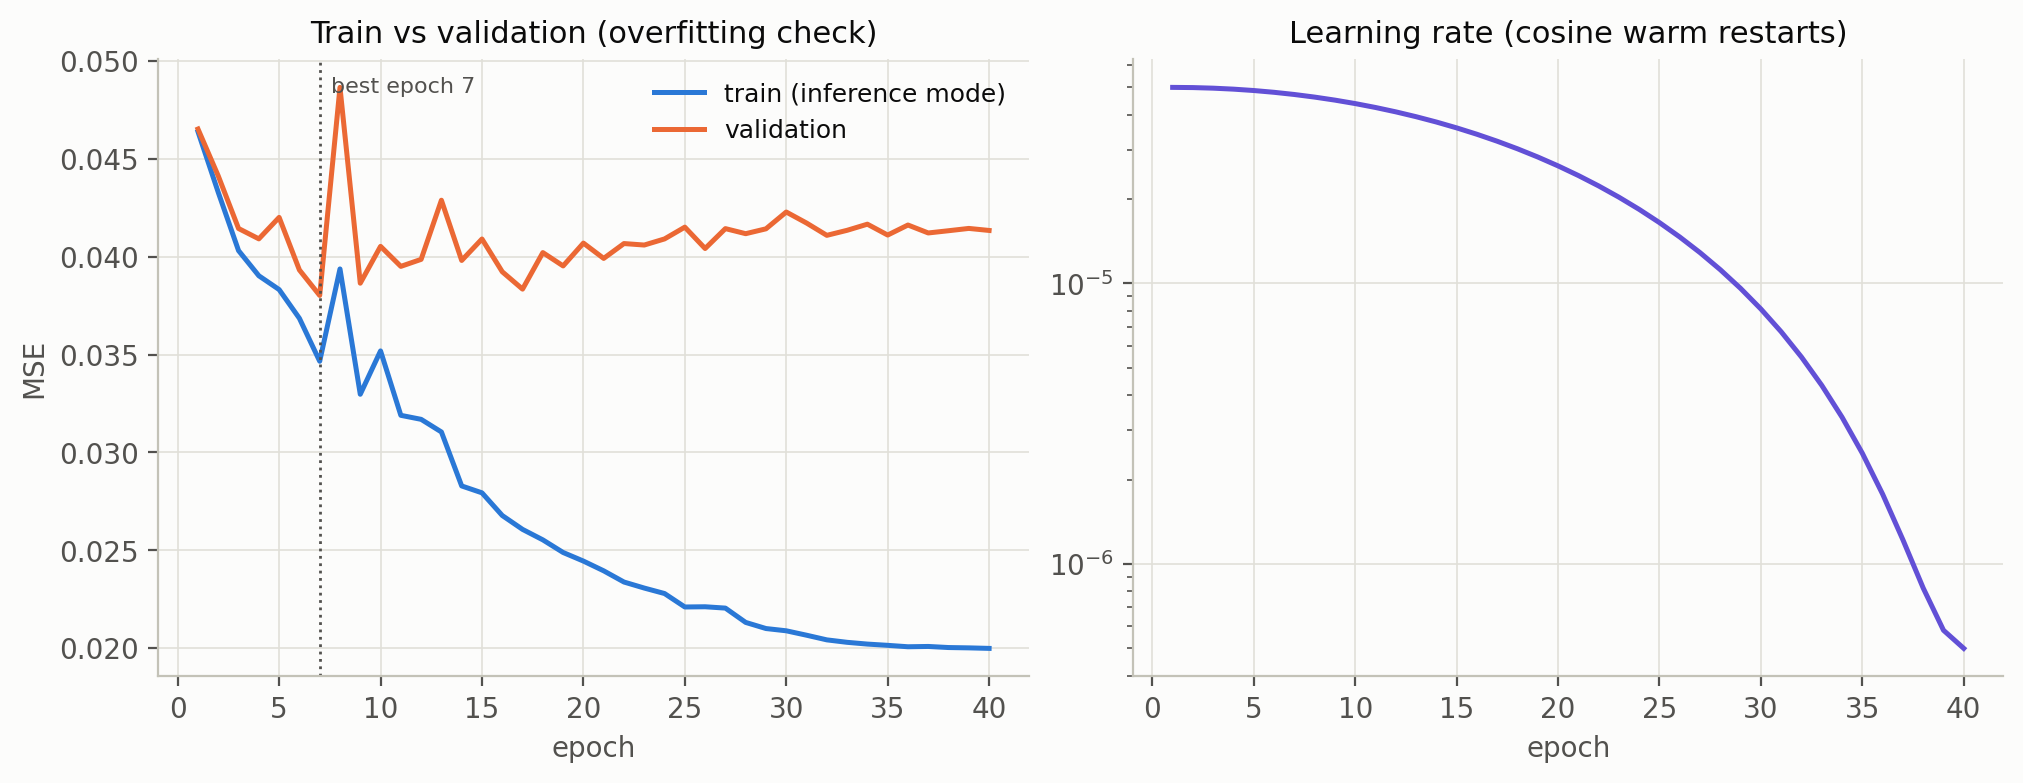 Train vs validation (overfitting check)
best epoch 7
train (inference mode)
validation
MSE
0.050
0.045
0.040
0.035
0.030
0.025
0.020
0 5 10 15 20 25 30 35 40
epoch
Learning rate (cosine warm restarts)
10⁻⁵
10⁻⁶
0 5 10 15 20 25 30 35 40
epoch